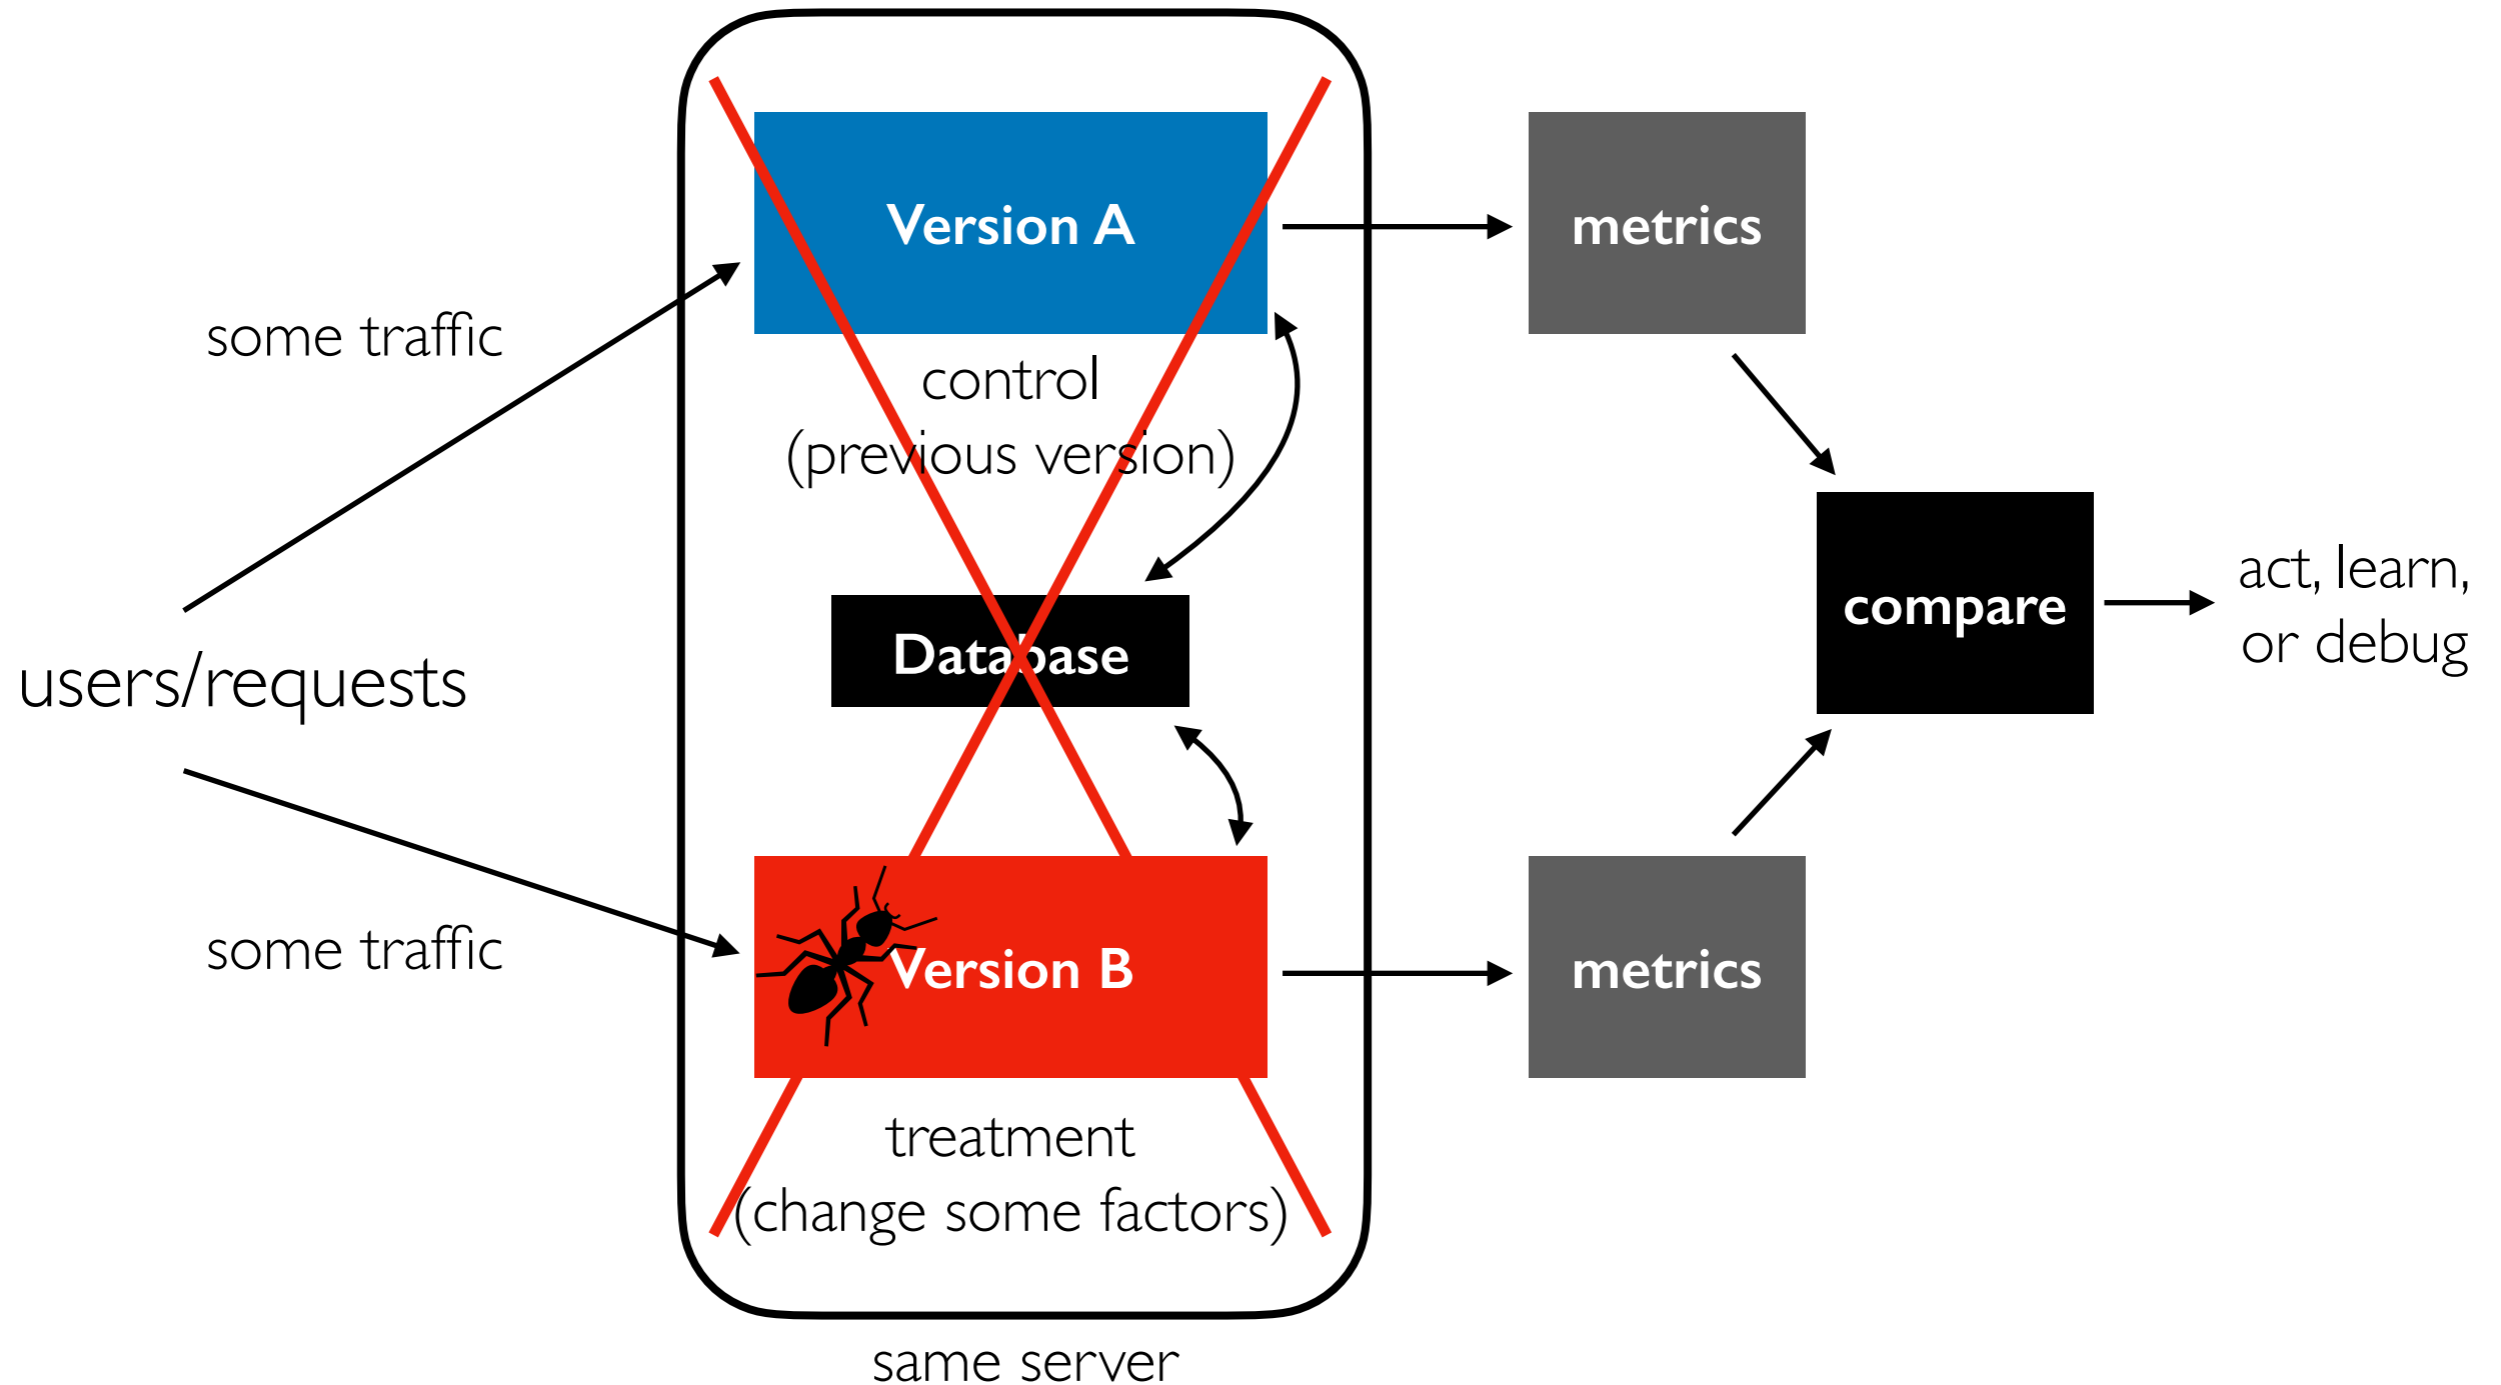 Version A
metrics
some traffic
control
(previous version)
act, learn,
or debug
compare
Database
users/requests
some traffic
Version B
metrics
treatment
(change some factors)
same server